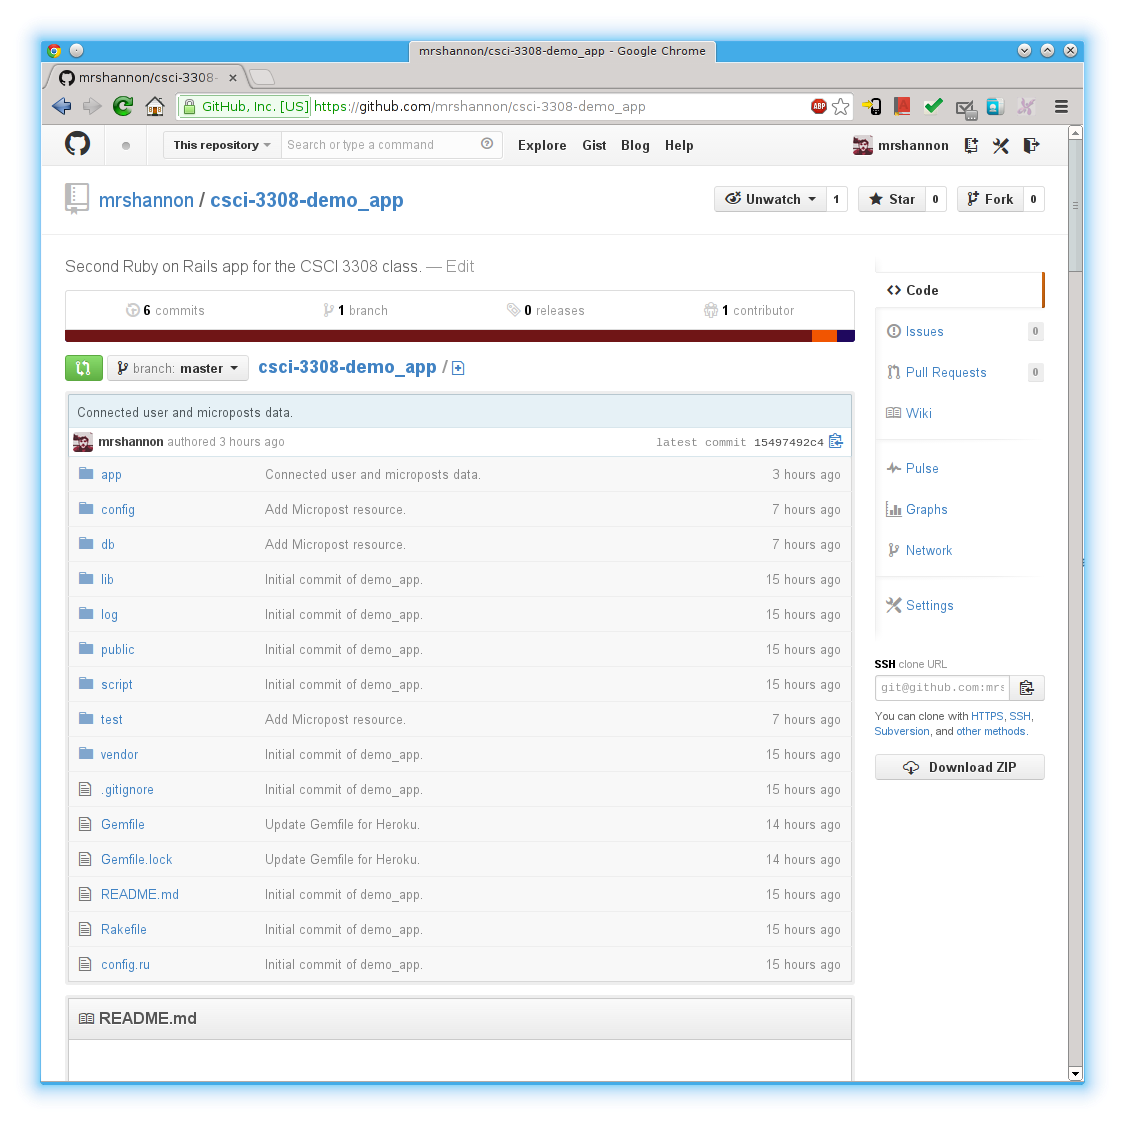 mrshannon/csci-3308-demo_app - Google Chrome
mrshannon/csci-3308-
GitHub, Inc. [US] https://github.com/mrshannon/csci-3308-demo_app
ABP
This repository Search or type a command Explore Gist Blog Help mrshannon
mrshannon / csci-3308-demo_app Unwatch 1 Star 0 Fork 0
Second Ruby on Rails app for the CSCI 3308 class. — Edit
6 commits 1 branch 0 releases 1 contributor
branch: master csci-3308-demo_app /
Connected user and microposts data.
mrshannon authored 3 hours ago latest commit 15497492c4
app Connected user and microposts data. 3 hours ago
config Add Micropost resource. 7 hours ago
db Add Micropost resource. 7 hours ago
lib Initial commit of demo_app. 15 hours ago
log Initial commit of demo_app. 15 hours ago
public Initial commit of demo_app. 15 hours ago
script Initial commit of demo_app. 15 hours ago
test Add Micropost resource. 7 hours ago
vendor Initial commit of demo_app. 15 hours ago
.gitignore Initial commit of demo_app. 15 hours ago
Gemfile Update Gemfile for Heroku. 14 hours ago
Gemfile.lock Update Gemfile for Heroku. 14 hours ago
README.md Initial commit of demo_app. 15 hours ago
Rakefile Initial commit of demo_app. 15 hours ago
config.ru Initial commit of demo_app. 15 hours ago
README.md
Code
Issues 0
Pull Requests 0
Wiki
Pulse
Graphs
Network
Settings
SSH clone URL
git@github.com:mrs
You can clone with HTTPS, SSH,
Subversion, and other methods.
Download ZIP